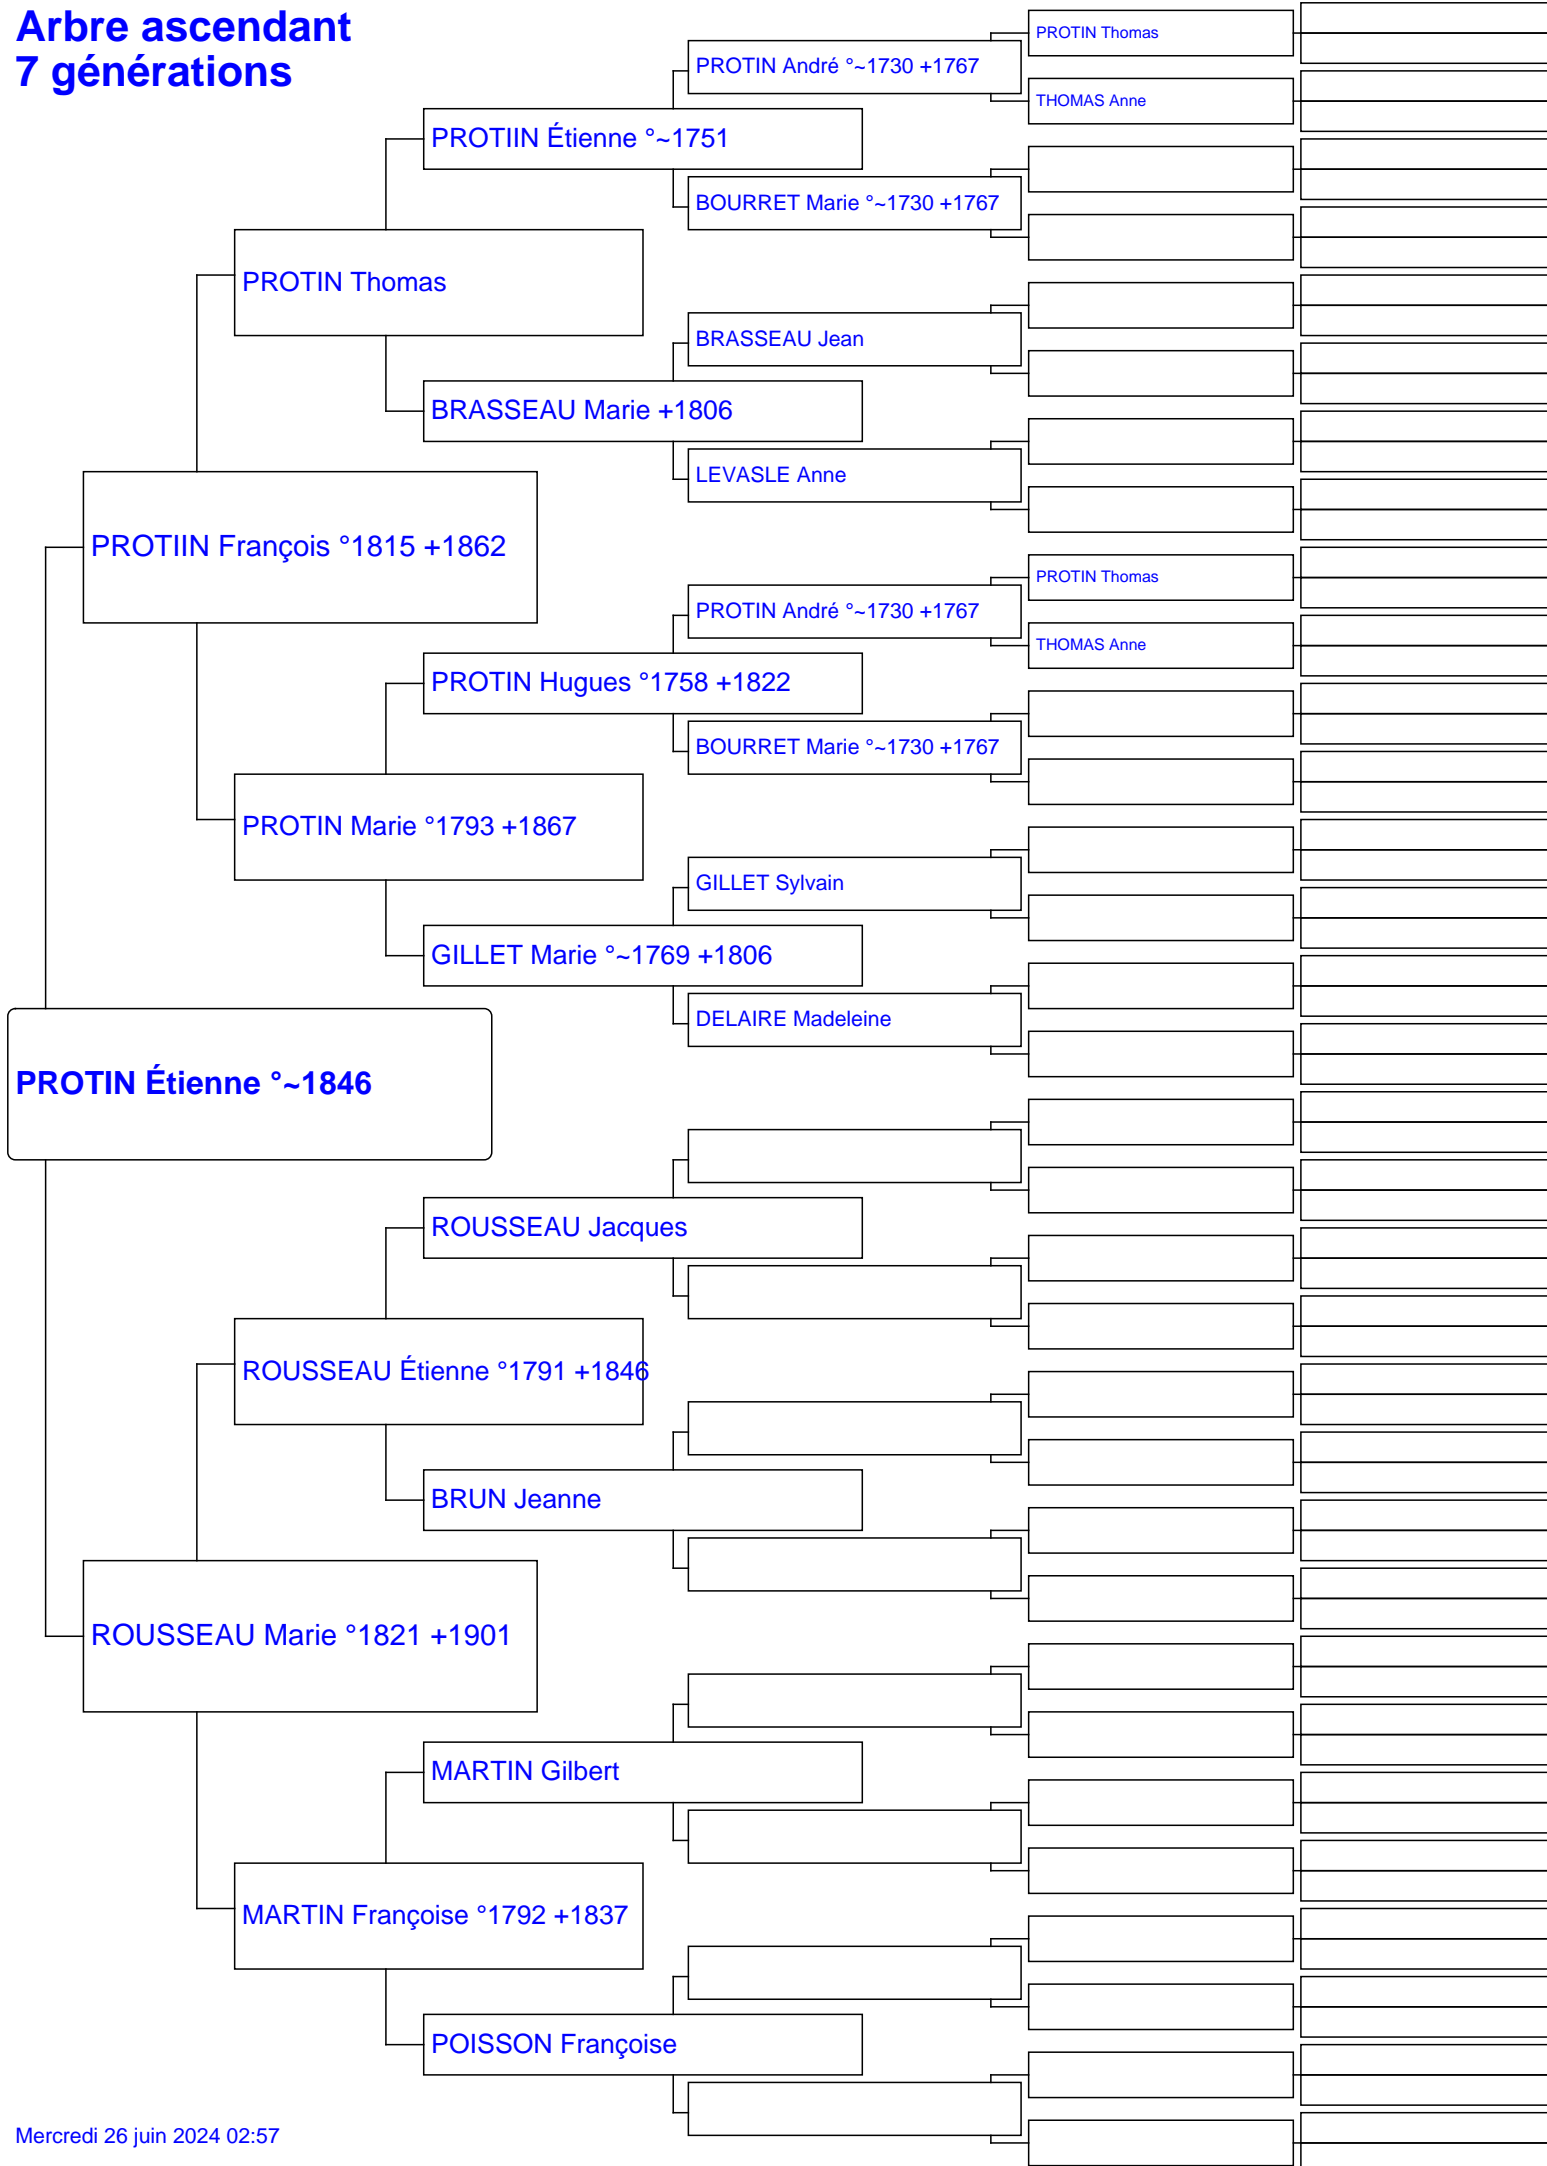 Arbre ascendant
7 générations
PROTIN Thomas
PROTIN André °~1730 +1767
THOMAS Anne
PROTIIN Étienne °~1751
BOURRET Marie °~1730 +1767
PROTIN Thomas
BRASSEAU Jean
BRASSEAU Marie +1806
LEVASLE Anne
PROTIIN François °1815 +1862
PROTIN Thomas
PROTIN André °~1730 +1767
THOMAS Anne
PROTIN Hugues °1758 +1822
BOURRET Marie °~1730 +1767
PROTIN Marie °1793 +1867
GILLET Sylvain
GILLET Marie °~1769 +1806
DELAIRE Madeleine
PROTIN Étienne °~1846
ROUSSEAU Jacques
ROUSSEAU Étienne °1791 +1846
BRUN Jeanne
ROUSSEAU Marie °1821 +1901
MARTIN Gilbert
MARTIN Françoise °1792 +1837
POISSON Françoise
Mercredi 26 juin 2024 02:57